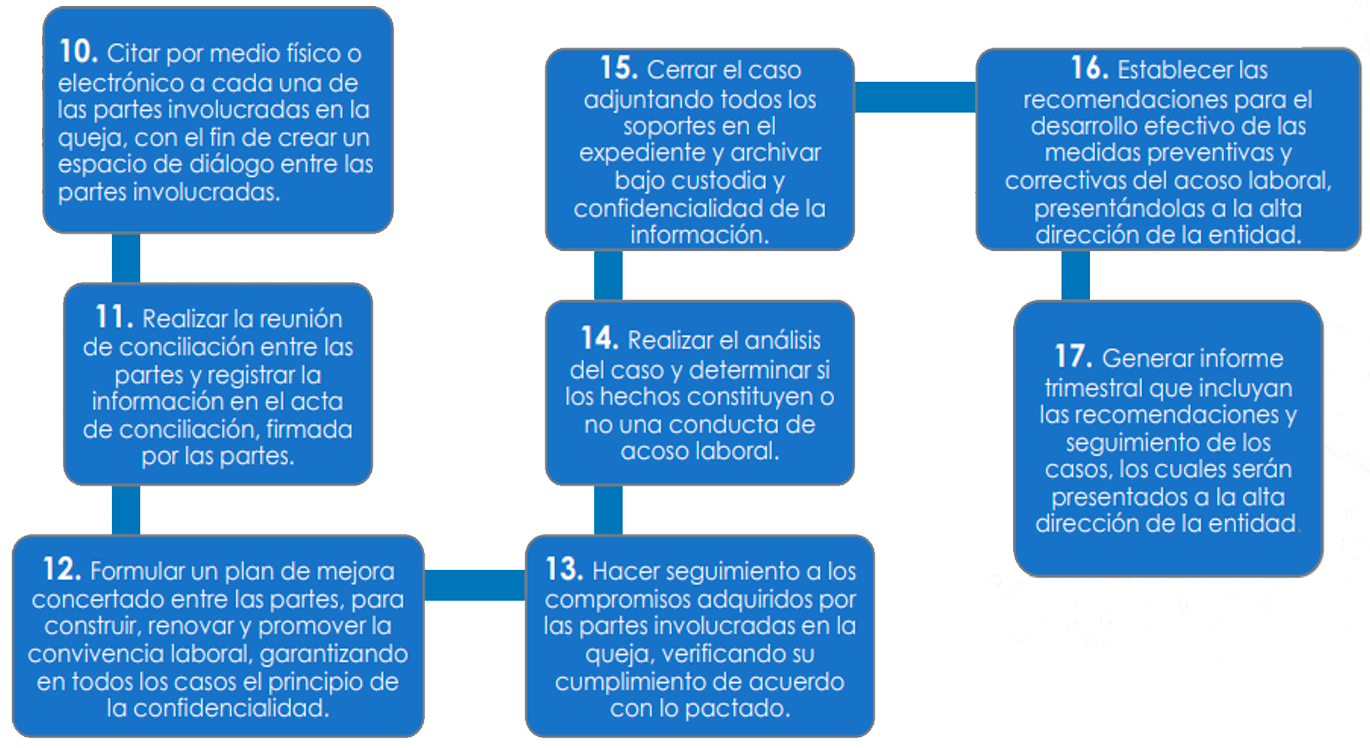 10. Citar por medio físico o
electrónico a cada una de
las partes involucradas en la
queja, con el fin de crear un
espacio de diálogo entre las
partes involucradas.
11. Realizar la reunión
de conciliación entre las
partes y registrar la
información en el acta
de conciliación, firmada
por las partes.
12. Formular un plan de mejora
concertado entre las partes, para
construir, renovar y promover la
convivencia laboral, garantizando
en todos los casos el principio de
la confidencialidad.
13. Hacer seguimiento a los
compromisos adquiridos por
las partes involucradas en la
queja, verificando su
cumplimiento de acuerdo
con lo pactado.
14. Realizar el análisis
del caso y determinar si
los hechos constituyen o
no una conducta de
acoso laboral.
15. Cerrar el caso
adjuntando todos los
soportes en el
expediente y archivar
bajo custodia y
confidencialidad de la
información.
16. Establecer las
recomendaciones para el
desarrollo efectivo de las
medidas preventivas y
correctivas del acoso laboral,
presentándolas a la alta
dirección de la entidad.
17. Generar informe
trimestral que incluyan
las recomendaciones y
seguimiento de los
casos, los cuales serán
presentados a la alta
dirección de la entidad.